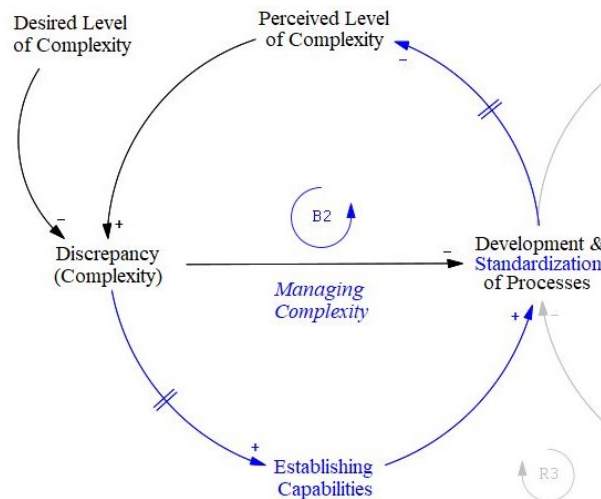 Desired Level
of Complexity
Perceived Level
of Complexity
−
−
+
B2
Discrepancy
(Complexity)
−
Development &
Standardization
of Processes
Managing
Complexity
+
−
+
Establishing
Capabilities
R3